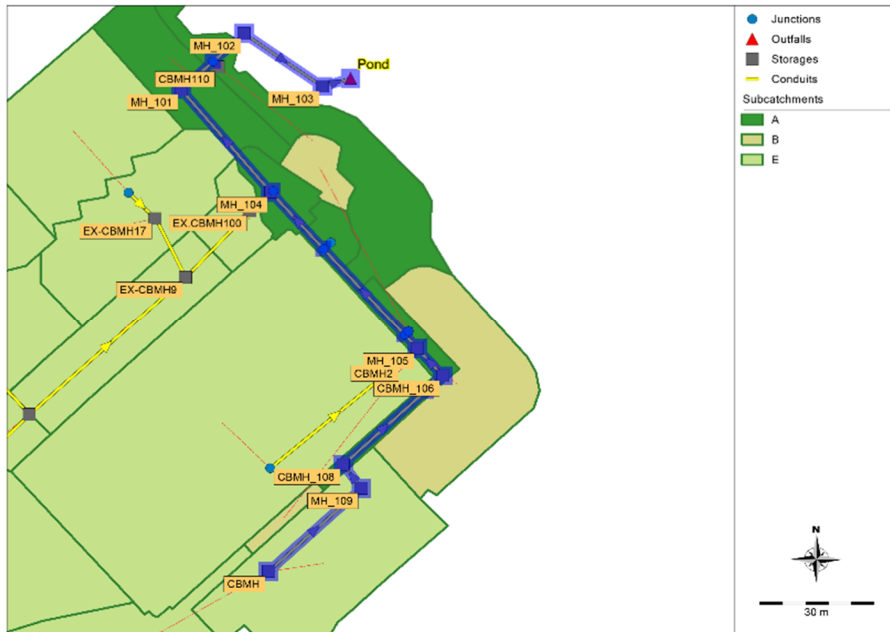 MH_102
Pond
CBMH110
MH_101
MH_103
MH_104
EX.CBMH100
EX-CBMH17
EX-CBMH9
MH_105
CBMH2
CBMH_106
CBMH_108
MH_109
CBMH
Junctions
Outfalls
Storages
Conduits
Subcatchments
A
B
E
N
30 m